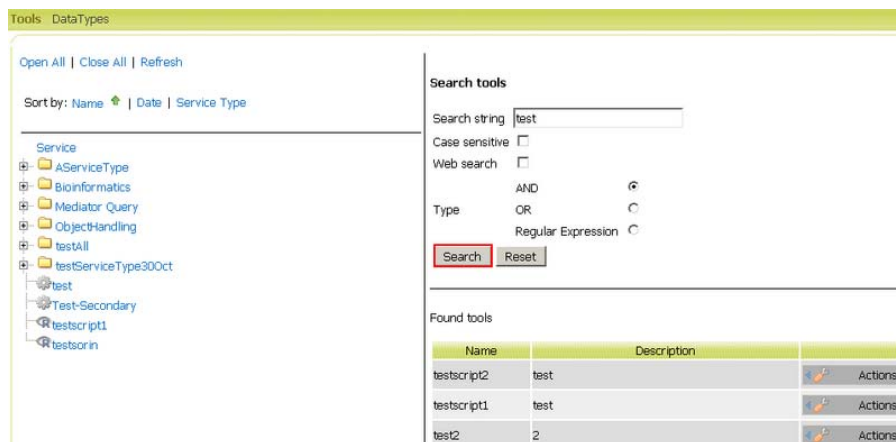 Tools DataTypes
Open All | Close All | Refresh
Sort by: Name | Date | Service Type
Service
AServiceType
Bioinformatics
Mediator Query
ObjectHandling
testAll
testServiceType30Oct
test
Test-Secondary
testscript1
testsorin
Search tools
Search string test
Case sensitive
Web search
Type
AND
OR
Regular Expression
Search Reset
Found tools
Name Description
testscript2 test Actions
testscript1 test Actions
test2 2 Actions